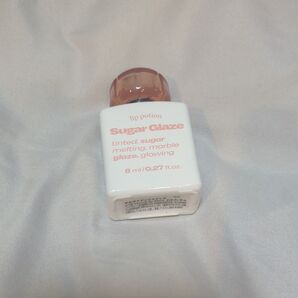 lip potion
Sugar Glaze
tinted sugar
melting, marble
glaze, glowing
8 ml/0.27 fl.oz.